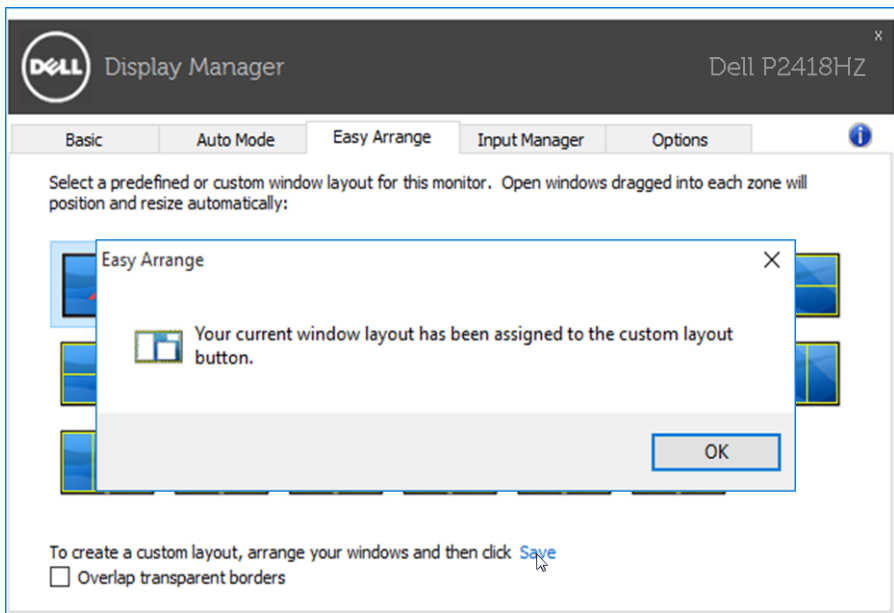 DELL Display Manager
Dell P2418HZ
x
Basic
Auto Mode
Easy Arrange
Input Manager
Options
i
Select a predefined or custom window layout for this monitor. Open windows dragged into each zone will
position and resize automatically:
Easy Arrange
Your current window layout has been assigned to the custom layout
button.
OK
To create a custom layout, arrange your windows and then click Save
Overlap transparent borders